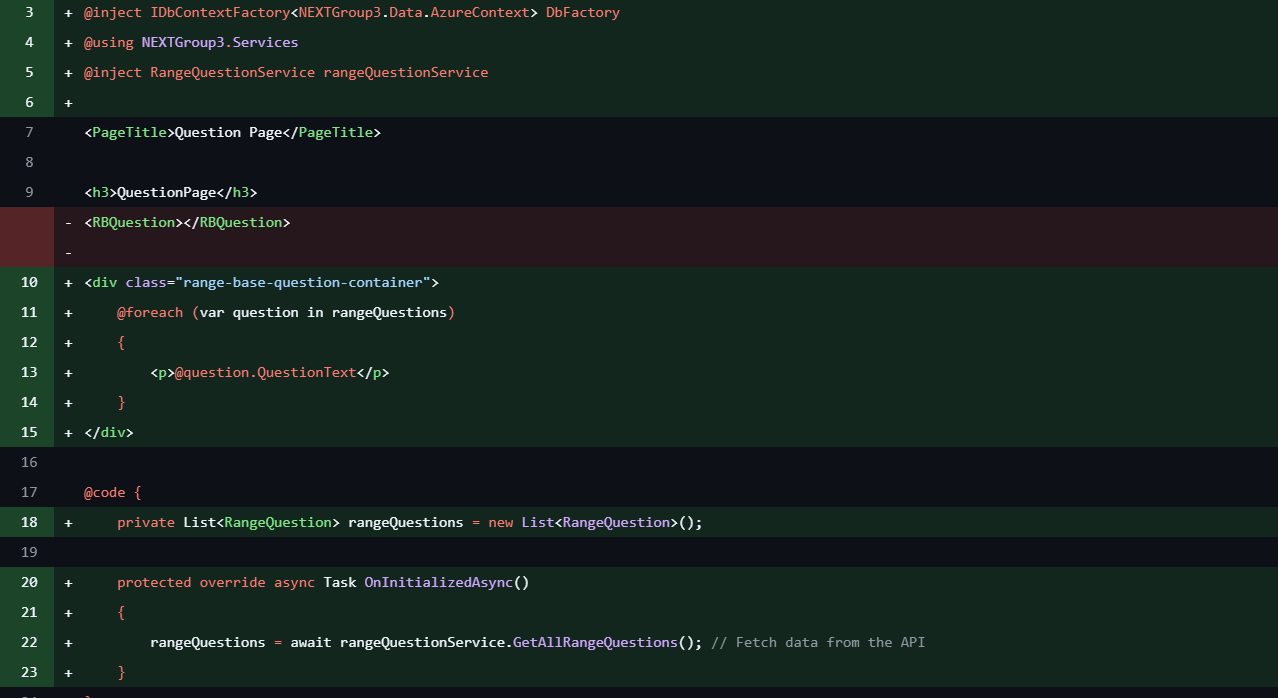 3 + @inject IDbContextFactory<NEXTGroup3.Data.AzureContext> DbFactory
4 + @using NEXTGroup3.Services
5 + @inject RangeQuestionService rangeQuestionService
6 +
7 <PageTitle>Question Page</PageTitle>
8
9 <h3>QuestionPage</h3>
- <RBQuestion></RBQuestion>
-
10 + <div class="range-base-question-container">
11 +     @foreach (var question in rangeQuestions)
12 +     {
13 +         <p>@question.QuestionText</p>
14 +     }
15 + </div>
16
17 @code {
18 +     private List<RangeQuestion> rangeQuestions = new List<RangeQuestion>();
19
20 +     protected override async Task OnInitializedAsync()
21 +     {
22 +         rangeQuestions = await rangeQuestionService.GetAllRangeQuestions(); // Fetch data from the API
23 +     }